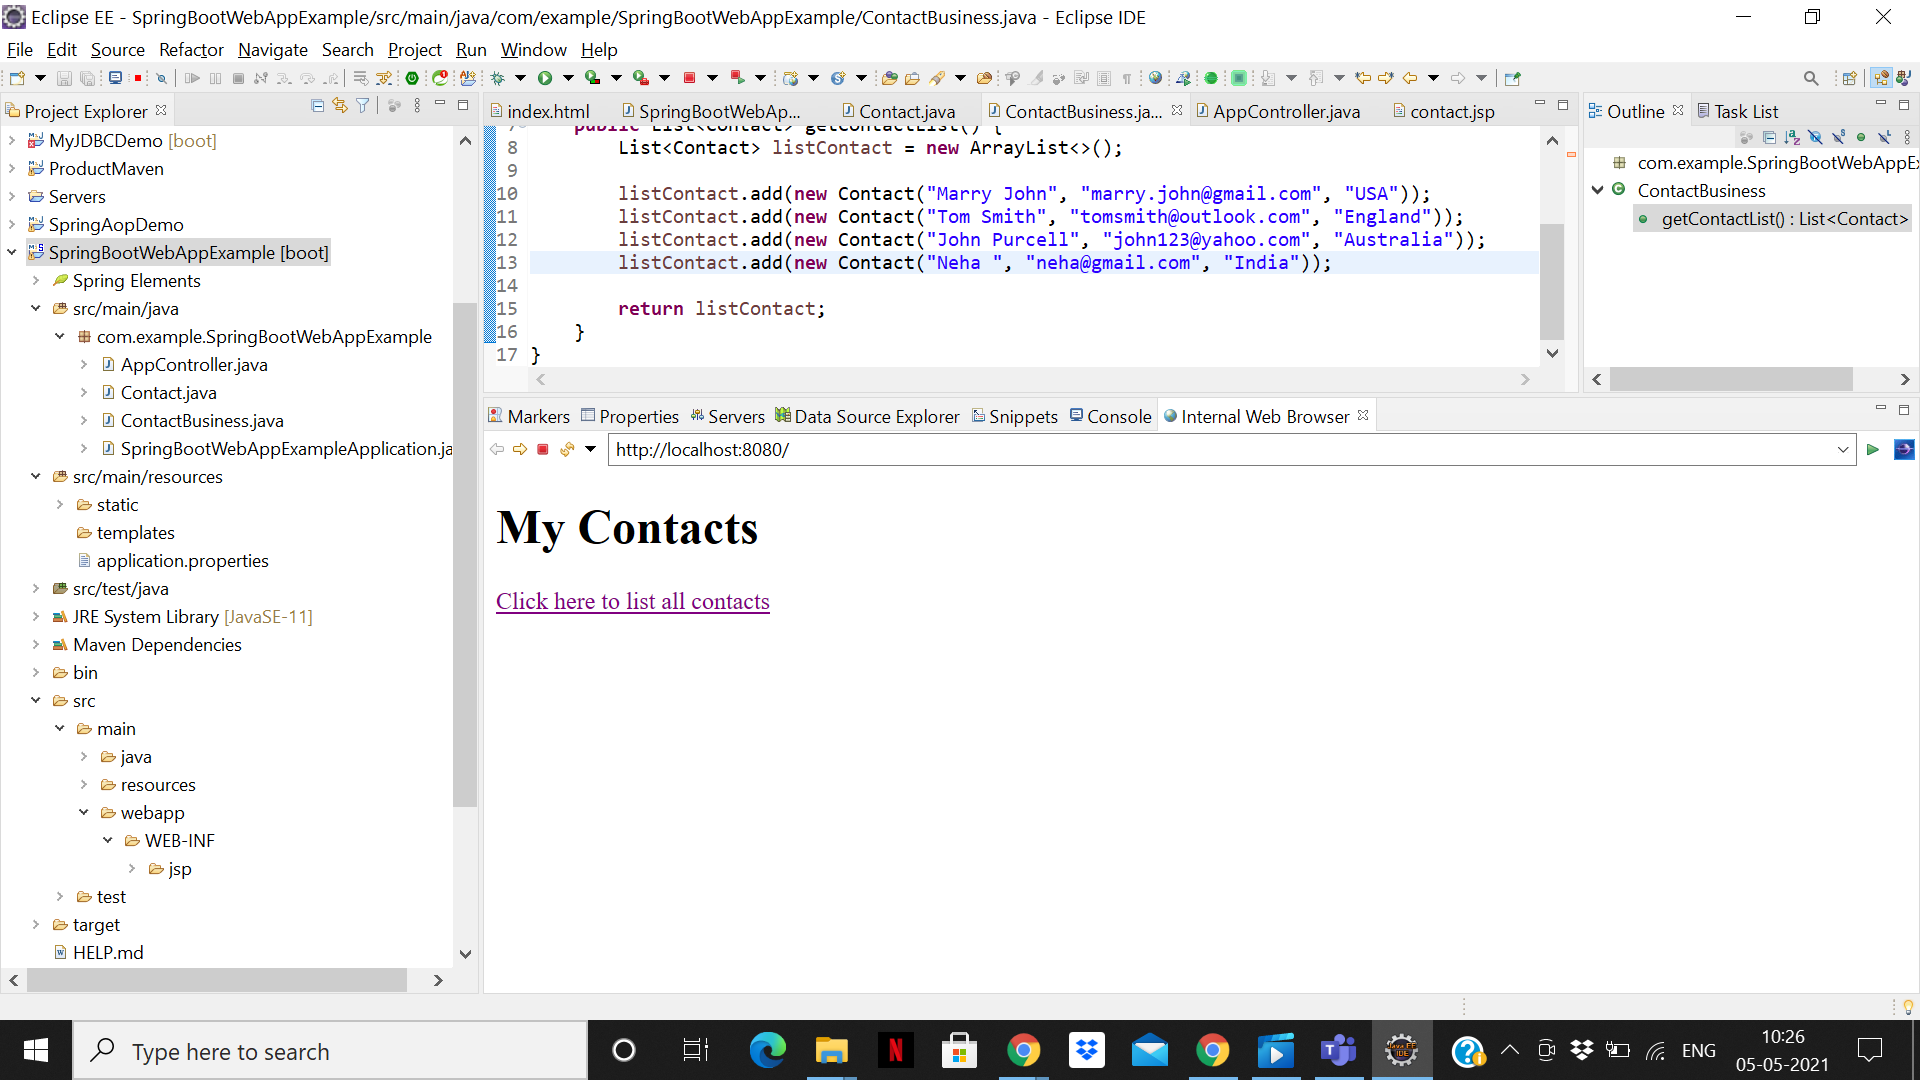 Eclipse EE - SpringBootWebAppExample/src/main/java/com/example/SpringBootWebAppExample/ContactBusiness.java - Eclipse IDE
File Edit Source Refactor Navigate Search Project Run Window Help
Project Explorer
MyJDBCDemo [boot]
ProductMaven
Servers
SpringAopDemo
SpringBootWebAppExample [boot]
Spring Elements
src/main/java
com.example.SpringBootWebAppExample
AppController.java
Contact.java
ContactBusiness.java
SpringBootWebAppExampleApplication.ja
src/main/resources
static
templates
application.properties
src/test/java
JRE System Library [JavaSE-11]
Maven Dependencies
bin
src
main
java
resources
webapp
WEB-INF
jsp
test
target
HELP.md
index.html SpringBootWebAp... Contact.java ContactBusiness.ja... AppController.java contact.jsp
7 public List<Contact> getContactList() {
8 List<Contact> listContact = new ArrayList<>();
9
10 listContact.add(new Contact("Marry John", "marry.john@gmail.com", "USA"));
11 listContact.add(new Contact("Tom Smith", "tomsmith@outlook.com", "England"));
12 listContact.add(new Contact("John Purcell", "john123@yahoo.com", "Australia"));
13 listContact.add(new Contact("Neha ", "neha@gmail.com", "India"));
14
15 return listContact;
16 }
17 }
Outline Task List
com.example.SpringBootWebAppEx
ContactBusiness
getContactList() : List<Contact>
Markers Properties Servers Data Source Explorer Snippets Console Internal Web Browser
http://localhost:8080/
My Contacts
Click here to list all contacts
Type here to search
ENG
10:26
05-05-2021